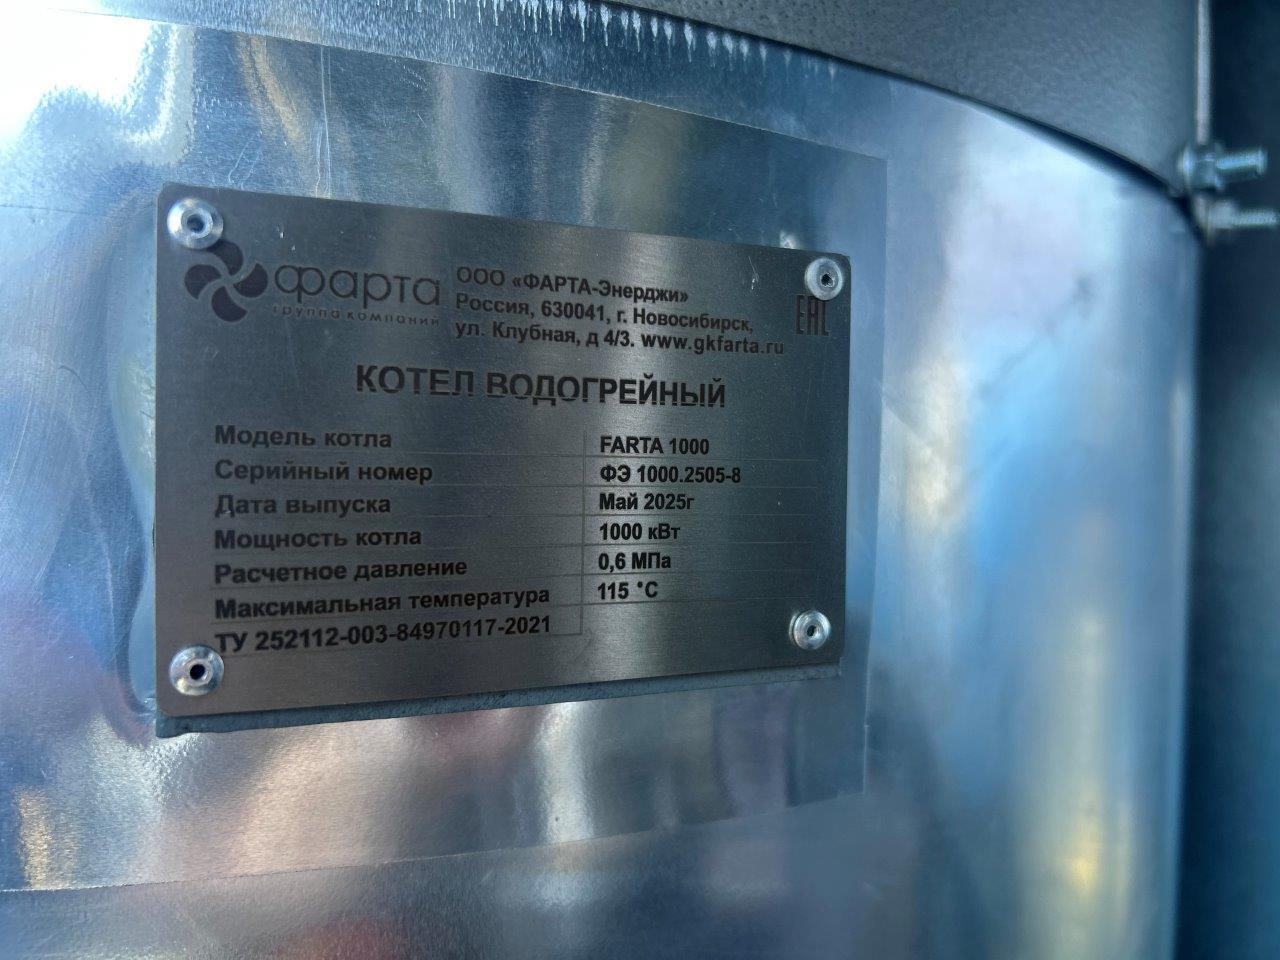 фарта
группа компаний
ООО «ФАРТА-Энерджи»
Россия, 630041, г. Новосибирск,
ул. Клубная, д 4/3. www.gkfarta.ru
EAC
КОТЕЛ ВОДОГРЕЙНЫЙ
Модель котла FARTA 1000
Серийный номер ФЭ 1000.2505-8
Дата выпуска Май 2025г
Мощность котла 1000 кВт
Расчетное давление 0,6 МПа
Максимальная температура 115 °C
ТУ 252112-003-84970117-2021